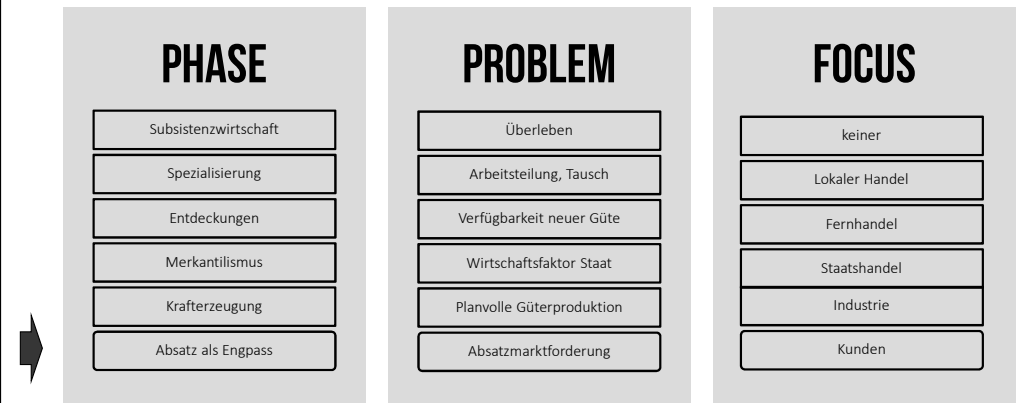 PHASE
Subsistenzwirtschaft
Spezialisierung
Entdeckungen
Merkantilismus
Krafterzeugung
Absatz als Engpass
PROBLEM
Überleben
Arbeitsteilung, Tausch
Verfügbarkeit neuer Güte
Wirtschaftsfaktor Staat
Planvolle Güterproduktion
Absatzmarktforderung
FOCUS
keiner
Lokaler Handel
Fernhandel
Staatshandel
Industrie
Kunden